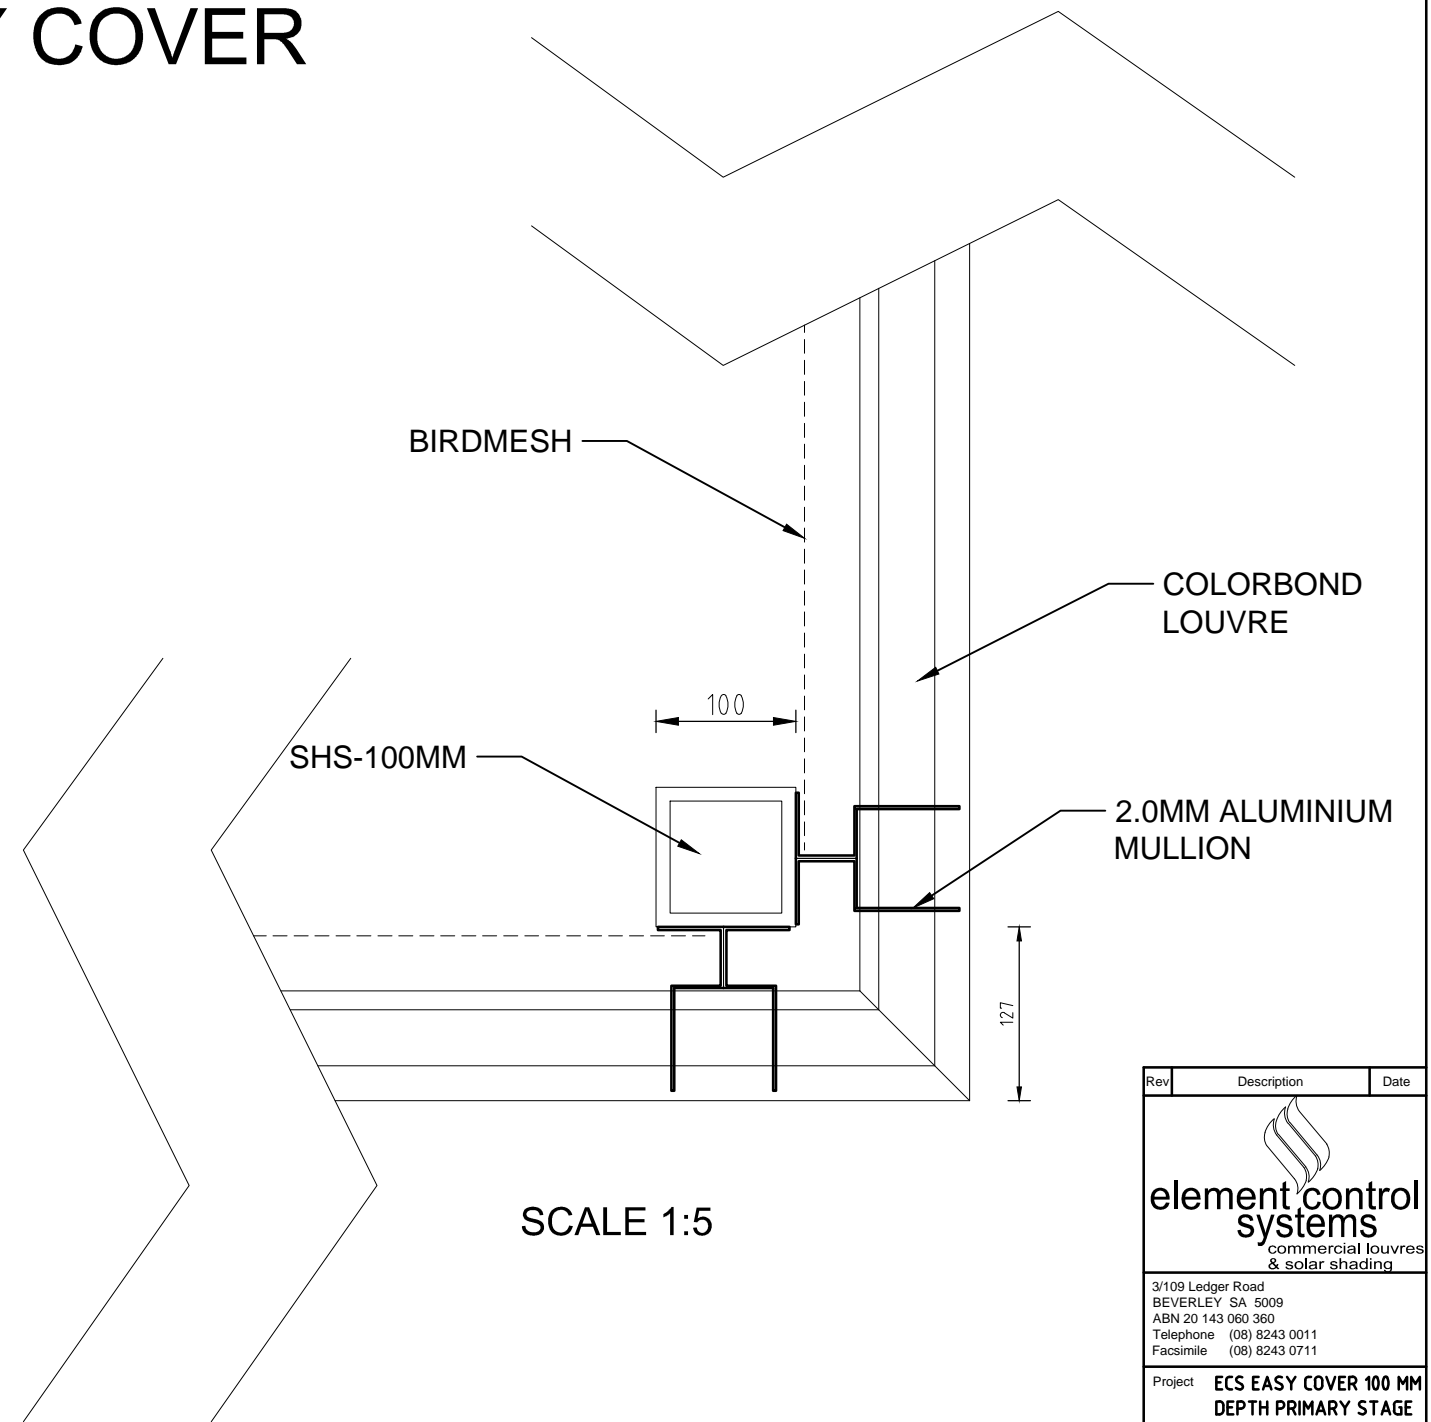 COVER
BIRDMESH
COLORBOND
LOUVRE
100
SHS-100MM
2.0MM ALUMINIUM
MULLION
127
SCALE 1:5
Rev Description Date
element control
systems
commercial louvres
& solar shading
3/109 Ledger Road
BEVERLEY SA 5009
ABN 20 143 060 360
Telephone (08) 8243 0011
Facsimile (08) 8243 0711
Project ECS EASY COVER 100 MM
DEPTH PRIMARY STAGE